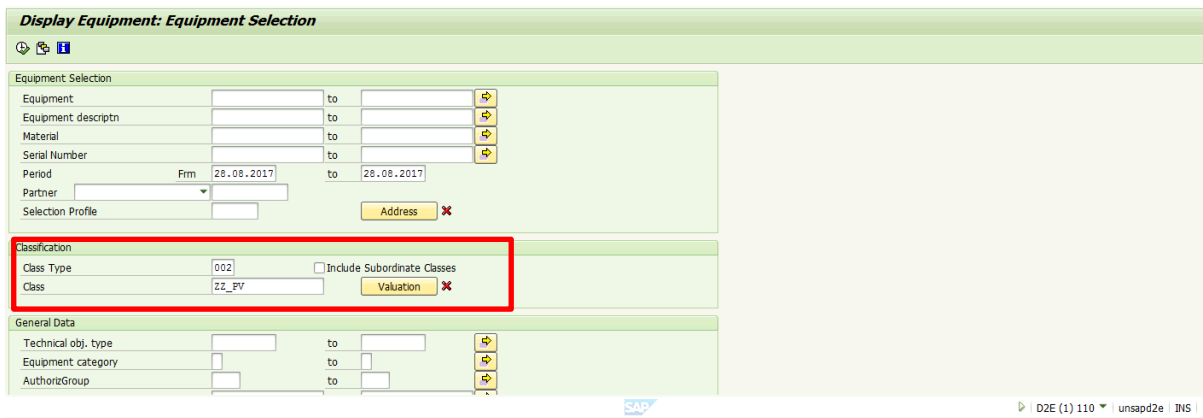 Display Equipment: Equipment Selection
Equipment Selection
Equipment to
Equipment descriptn to
Material to
Serial Number to
Period Frm 28.08.2017 to 28.08.2017
Partner
Selection Profile Address
Classification
Class Type 002 Include Subordinate Classes
Class ZZ_PV Valuation
General Data
Technical obj. type to
Equipment category to
AuthorizGroup to
SAP D2E (1) 110 unsapd2e INS